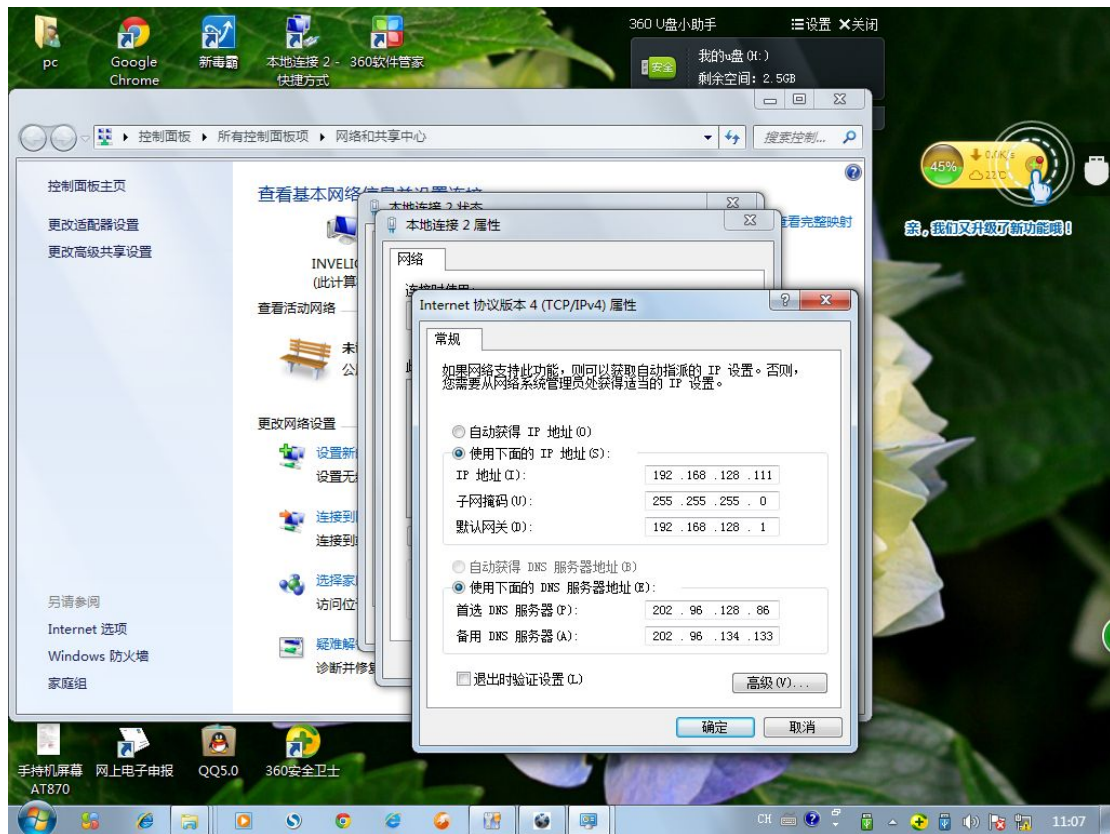 pc
Google
Chrome
新毒霸
本地连接 2 -
快捷方式
360软件管家
360 U盘小助手
设置
关闭
安全
我的u盘 (H:)
剩余空间: 2.5GB
控制面板
所有控制面板项
网络和共享中心
搜索控制...
控制面板主页
更改适配器设置
更改高级共享设置
查看基本网络信息并设置连接
查看完整映射
(此计算
查看活动网络
更改网络设置
设置新
设置无
连接到
连接到
选择家
访问位
疑难解
诊断并修复
另请参阅
Internet 选项
Windows 防火墙
家庭组
本地连接 2 状态
本地连接 2 属性
网络
连接时使用:
Internet 协议版本 4 (TCP/IPv4) 属性
常规
如果网络支持此功能，则可以获取自动指派的 IP 设置。否则，
您需要从网络系统管理员处获得适当的 IP 设置。
自动获得 IP 地址(O)
使用下面的 IP 地址(S):
IP 地址(I):
192 .168 .128 .111
子网掩码(U):
255 .255 .255 . 0
默认网关(D):
192 .168 .128 . 1
自动获得 DNS 服务器地址(B)
使用下面的 DNS 服务器地址(E):
首选 DNS 服务器(P):
202 . 96 .128 . 86
备用 DNS 服务器(A):
202 . 96 .134 .133
退出时验证设置(L)
高级(V)...
确定
取消
45%
0.0K/s
22°C
亲，我们又升级了新功能哦！
手持机屏幕
AT870
网上电子申报
QQ5.0
360安全卫士
CH
11:07